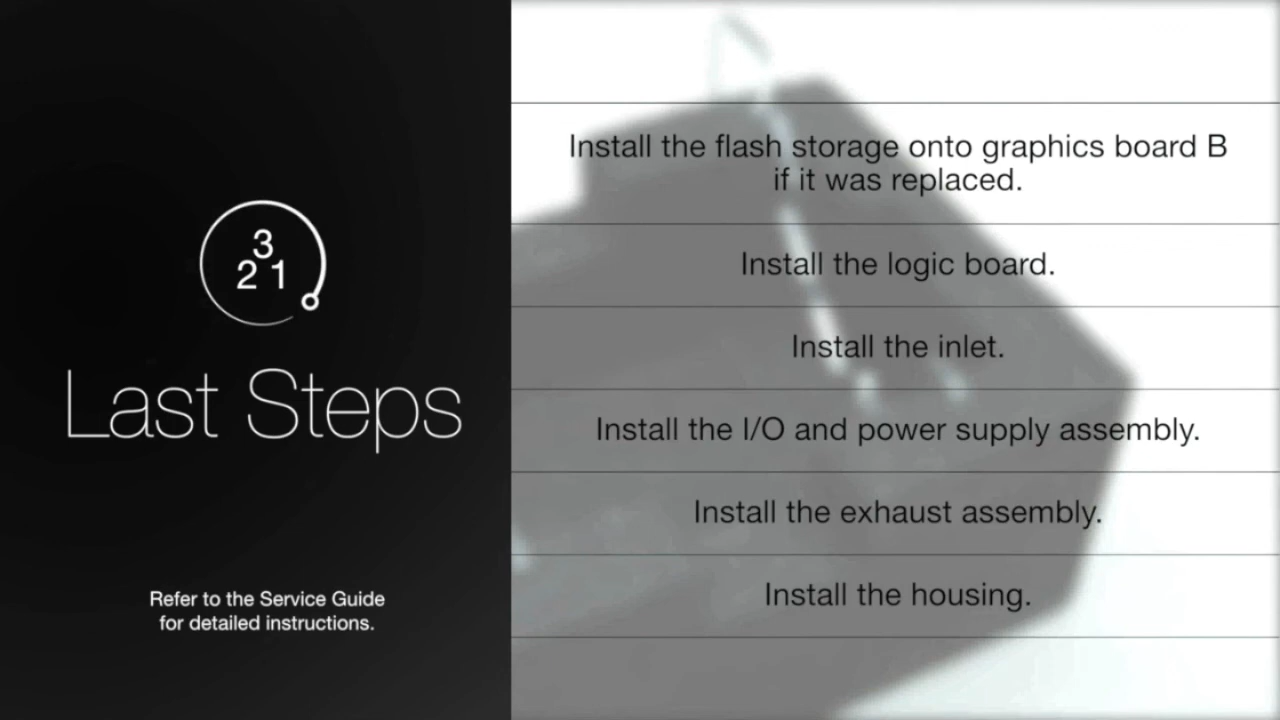 3
2 1
Last Steps
Refer to the Service Guide
for detailed instructions.
Install the flash storage onto graphics board B
if it was replaced.
Install the logic board.
Install the inlet.
Install the I/O and power supply assembly.
Install the exhaust assembly.
Install the housing.